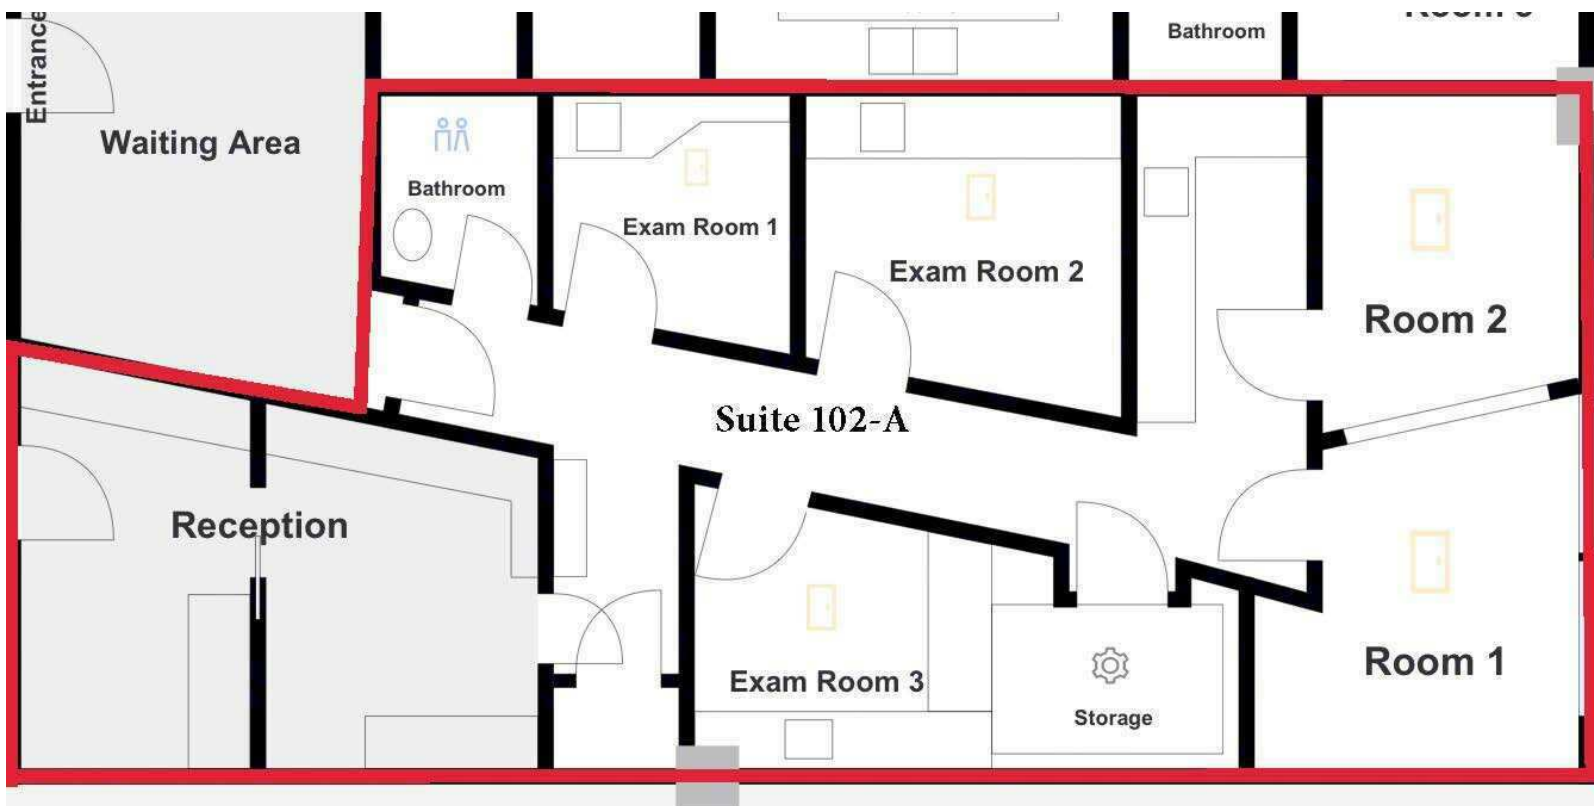 Entrance
Bathroom
Waiting Area
Bathroom
Exam Room 1
Exam Room 2
Room 2
Suite 102-A
Reception
Exam Room 3
Storage
Room 1